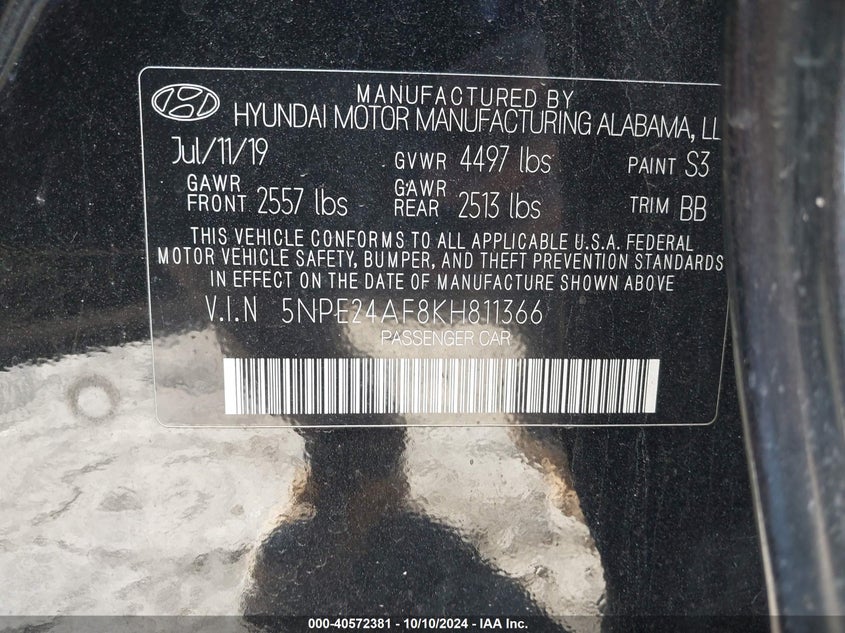 MANUFACTURED BY
HYUNDAI MOTOR MANUFACTURING ALABAMA, LL
Jul/11/19 GVWR 4497 lbs PAINT S3
GAWR FRONT 2557 lbs GAWR REAR 2513 lbs TRIM BB
THIS VEHICLE CONFORMS TO ALL APPLICABLE U.S.A. FEDERAL
MOTOR VEHICLE SAFETY, BUMPER, AND THEFT PREVENTION STANDARDS
IN EFFECT ON THE DATE OF MANUFACTURE SHOWN ABOVE
V.I.N 5NPE24AF8KH811366
PASSENGER CAR
000-40572381 - 10/10/2024 - IAA Inc.